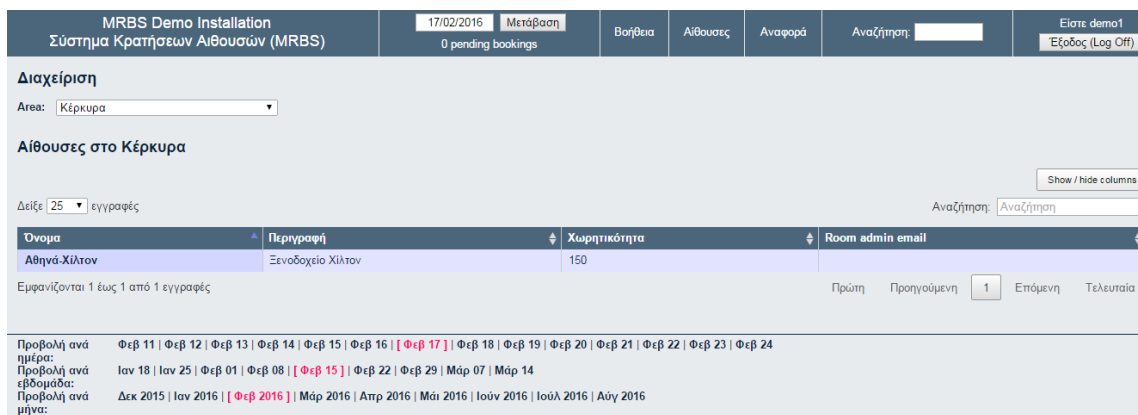 MRBS Demo Installation
Σύστημα Κρατήσεων Αιθουσών (MRBS)
17/02/2016 Μετάβαση
0 pending bookings
Βοήθεια
Αίθουσες
Αναφορά
Αναζήτηση:
Είστε demo1
Έξοδος (Log Off)
Διαχείριση
Area: Κέρκυρα
Αίθουσες στο Κέρκυρα
Show / hide columns
Δείξε 25 εγγραφές
Αναζήτηση: Αναζήτηση
Όνομα Περιγραφή Χωρητικότητα Room admin email
Αθηνά-Χίλτον Ξενοδοχείο Χίλτον 150
Εμφανίζονται 1 έως 1 από 1 εγγραφές
Πρώτη Προηγούμενη 1 Επόμενη Τελευταία
Προβολή ανά ημέρα: Φεβ 11 | Φεβ 12 | Φεβ 13 | Φεβ 14 | Φεβ 15 | Φεβ 16 | [ Φεβ 17 ] | Φεβ 18 | Φεβ 19 | Φεβ 20 | Φεβ 21 | Φεβ 22 | Φεβ 23 | Φεβ 24
Προβολή ανά εβδομάδα: Ιαν 18 | Ιαν 25 | Φεβ 01 | Φεβ 08 | [ Φεβ 15 ] | Φεβ 22 | Φεβ 29 | Μάρ 07 | Μάρ 14
Προβολή ανά μήνα: Δεκ 2015 | Ιαν 2016 | [ Φεβ 2016 ] | Μάρ 2016 | Απρ 2016 | Μάι 2016 | Ιούν 2016 | Ιούλ 2016 | Αύγ 2016